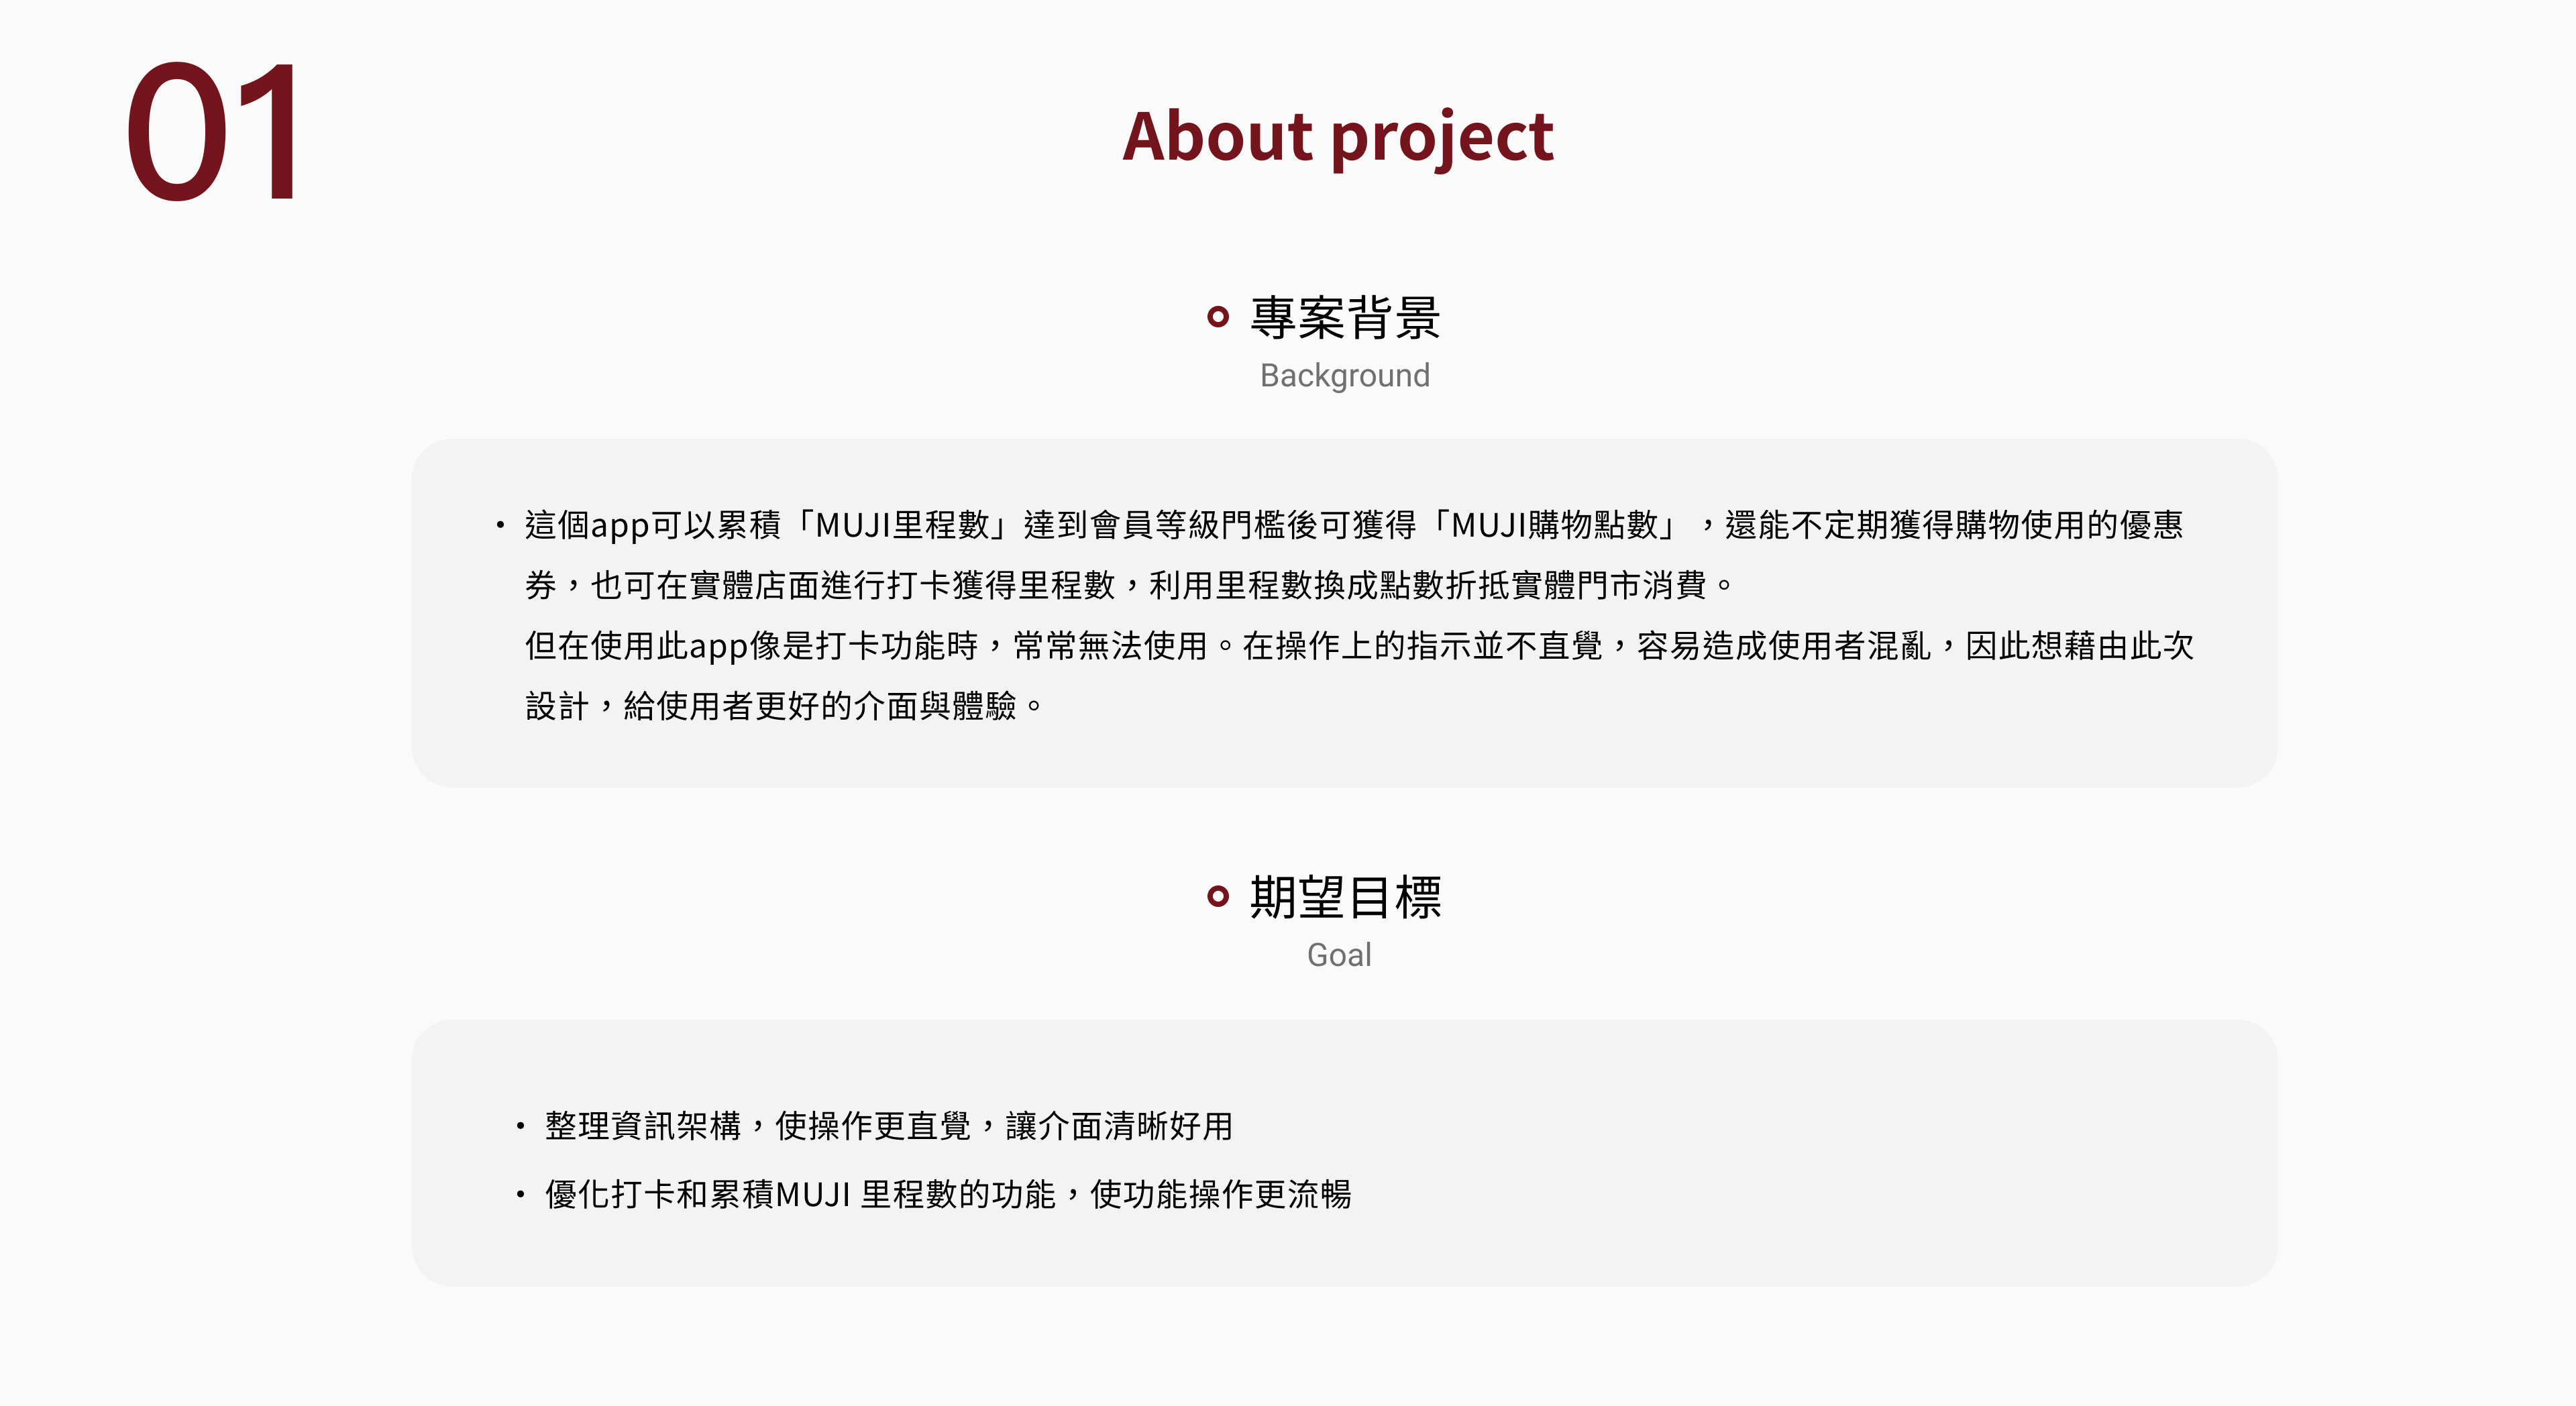 01
About project
專案背景
Background
• 這個app可以累積「MUJI里程數」達到會員等級門檻後可獲得「MUJI購物點數」，還能不定期獲得購物使用的優惠
券，也可在實體店面進行打卡獲得里程數，利用里程數換成點數折抵實體門市消費。
但在使用此app像是打卡功能時，常常無法使用。在操作上的指示並不直覺，容易造成使用者混亂，因此想藉由此次
設計，給使用者更好的介面與體驗。
期望目標
Goal
• 整理資訊架構，使操作更直覺，讓介面清晰好用
• 優化打卡和累積MUJI 里程數的功能，使功能操作更流暢